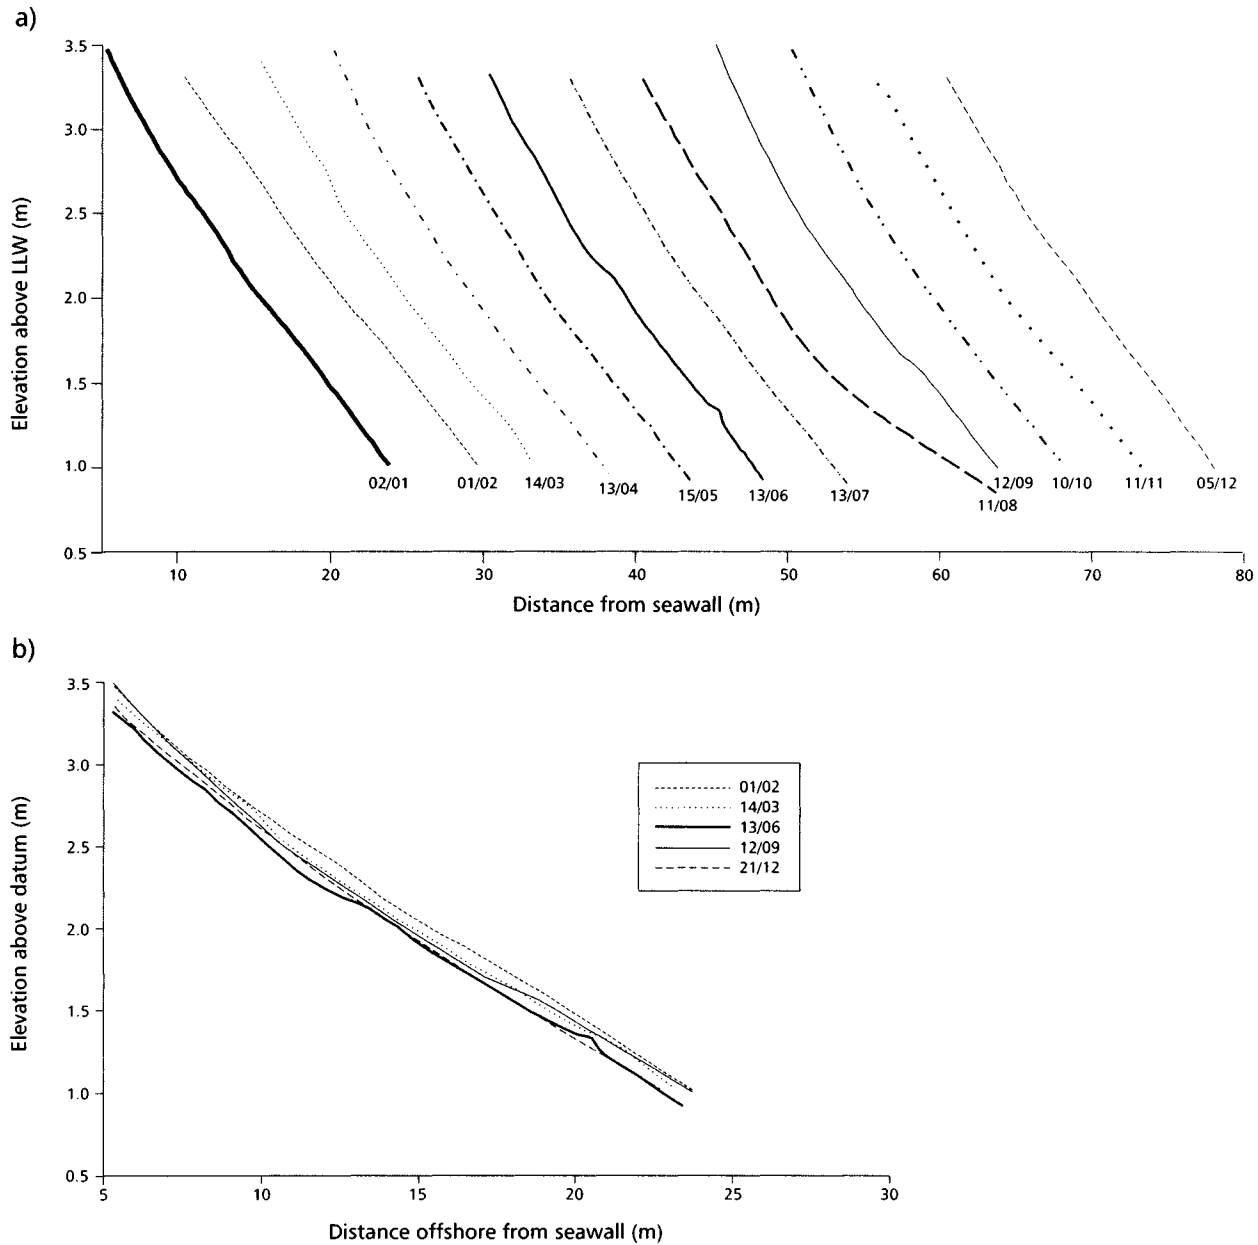 a)
3.5
3.0
2.5
2.0
1.5
1.0
0.5
Elevation above LLW (m)
02/01 01/02 14/03 13/04 15/05 13/06 13/07 12/09 10/10 11/11 05/12
11/08
10 20 30 40 50 60 70 80
Distance from seawall (m)
b)
3.5
3.0
2.5
2.0
1.5
1.0
0.5
Elevation above datum (m)
01/02
14/03
13/06
12/09
21/12
5 10 15 20 25 30
Distance offshore from seawall (m)